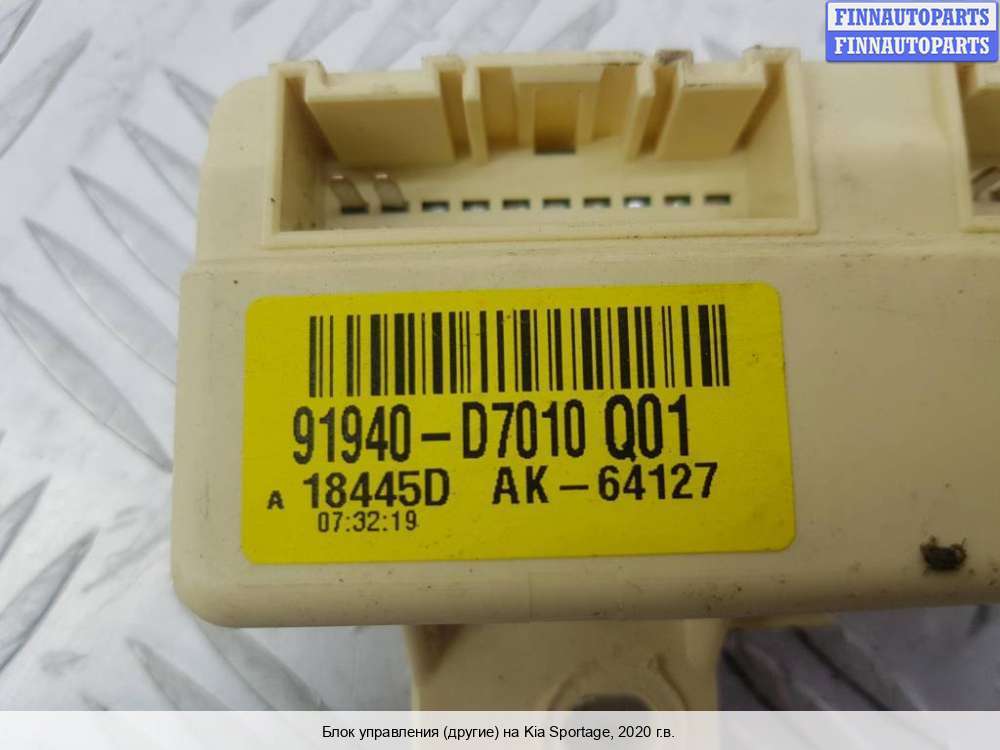 FINNAUTOPARTS
FINNAUTOPARTS
91940-D7010 Q01
A 18445D AK-64127
07:32:19
Блок управления (другие) на Kia Sportage, 2020 г.в.